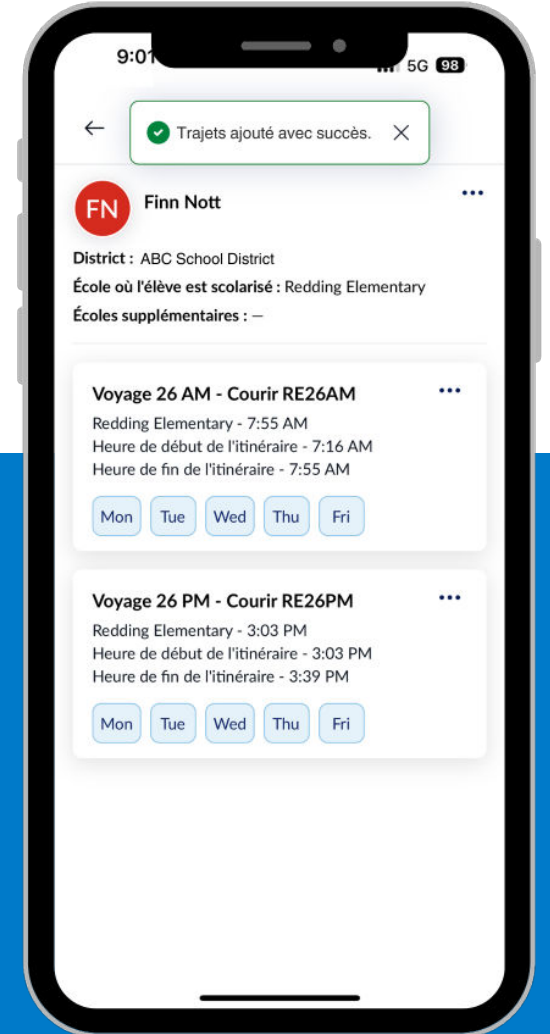 9:01
5G 98
Trajets ajouté avec succès.
FN
Finn Nott
District : ABC School District
École où l'élève est scolarisé : Redding Elementary
Écoles supplémentaires : —
Voyage 26 AM - Courir RE26AM
Redding Elementary - 7:55 AM
Heure de début de l'itinéraire - 7:16 AM
Heure de fin de l'itinéraire - 7:55 AM
Mon Tue Wed Thu Fri
Voyage 26 PM - Courir RE26PM
Redding Elementary - 3:03 PM
Heure de début de l'itinéraire - 3:03 PM
Heure de fin de l'itinéraire - 3:39 PM
Mon Tue Wed Thu Fri